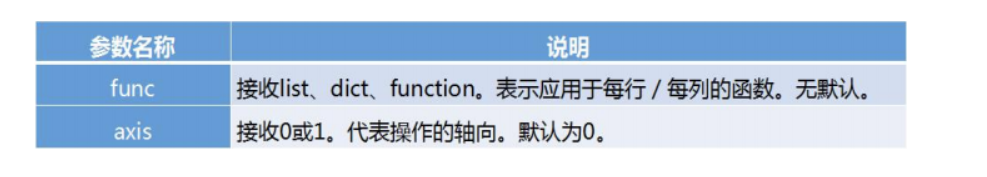 参数名称 说明
func 接收list、dict、function。表示应用于每行/每列的函数。无默认。
axis 接收0或1。代表操作的轴向。默认为0。